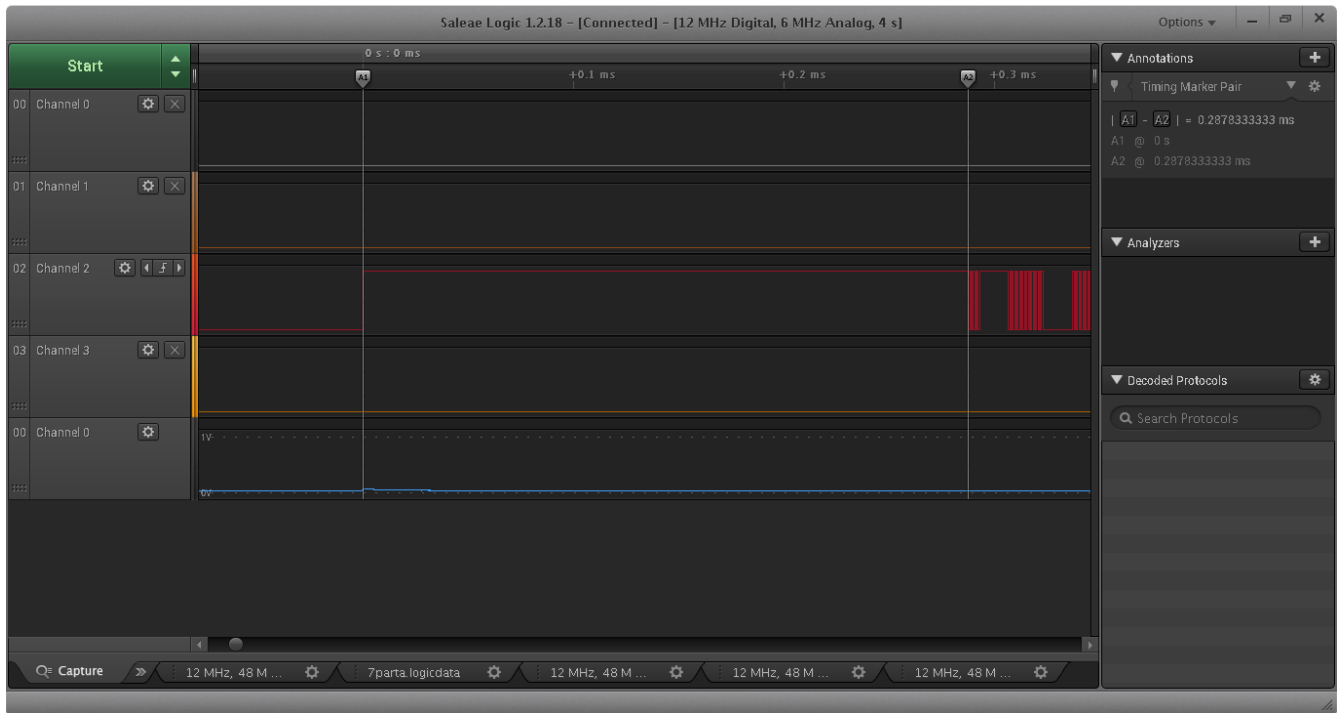 Saleae Logic 1.2.18 – [Connected] – [12 MHz Digital, 6 MHz Analog, 4 s]
Options
Start
0 s : 0 ms
A1
+0.1 ms
+0.2 ms
A2
+0.3 ms
00 Channel 0
01 Channel 1
02 Channel 2
03 Channel 3
00 Channel 0
1V
0V
Annotations
Timing Marker Pair
| A1 - A2 | = 0.2878333333 ms
A1 @ 0 s
A2 @ 0.2878333333 ms
Analyzers
Decoded Protocols
Search Protocols
Capture
12 MHz, 48 M ...
7parta.logicdata
12 MHz, 48 M ...
12 MHz, 48 M ...
12 MHz, 48 M ...